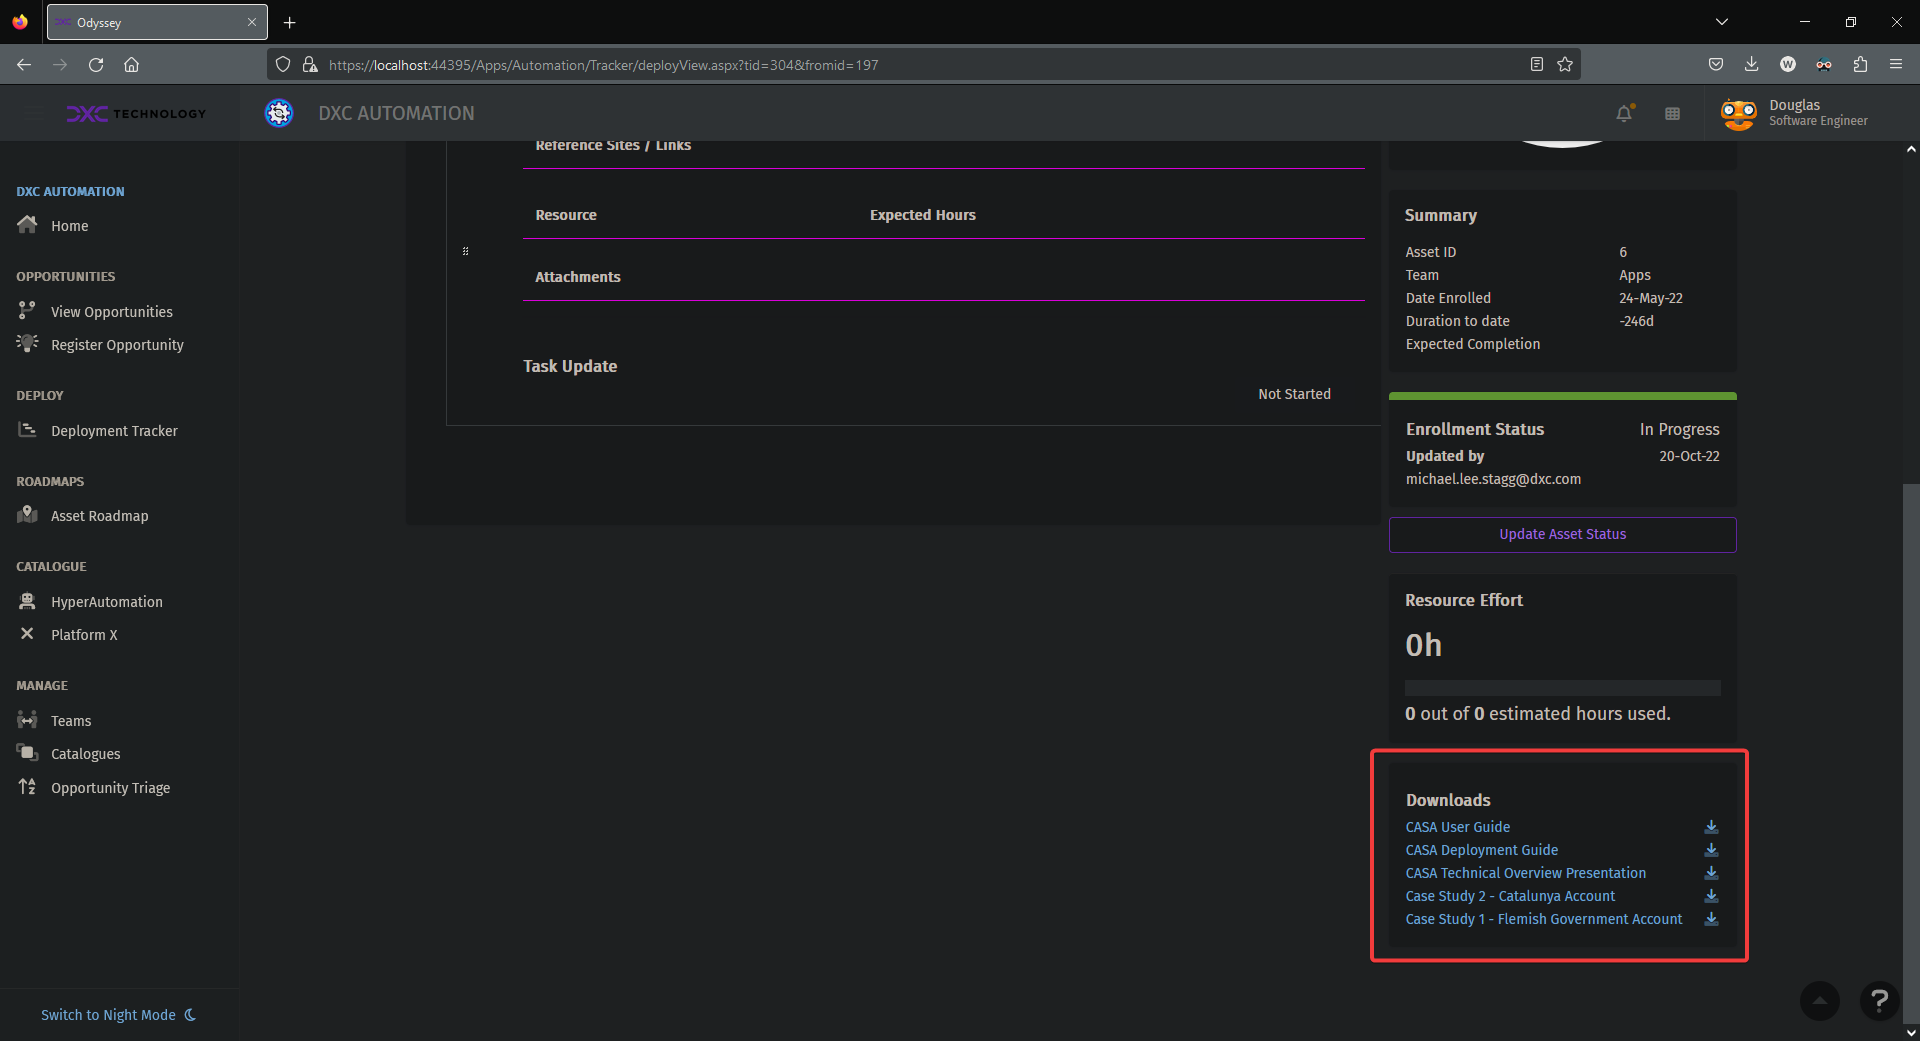 Odyssey
https://localhost:44395/Apps/Automation/Tracker/deployView.aspx?tid=304&fromid=197
W
DXC TECHNOLOGY
DXC AUTOMATION
Douglas
Software Engineer
DXC AUTOMATION
Home
OPPORTUNITIES
View Opportunities
Register Opportunity
DEPLOY
Deployment Tracker
ROADMAPS
Asset Roadmap
CATALOGUE
HyperAutomation
Platform X
MANAGE
Teams
Catalogues
Opportunity Triage
Switch to Night Mode
Reference Sites / Links
Resource Expected Hours
Attachments
Task Update
Not Started
Summary
Asset ID 6
Team Apps
Date Enrolled 24-May-22
Duration to date -246d
Expected Completion
Enrollment Status In Progress
Updated by 20-Oct-22
michael.lee.stagg@dxc.com
Update Asset Status
Resource Effort
0h
0 out of 0 estimated hours used.
Downloads
CASA User Guide
CASA Deployment Guide
CASA Technical Overview Presentation
Case Study 2 - Catalunya Account
Case Study 1 - Flemish Government Account
?